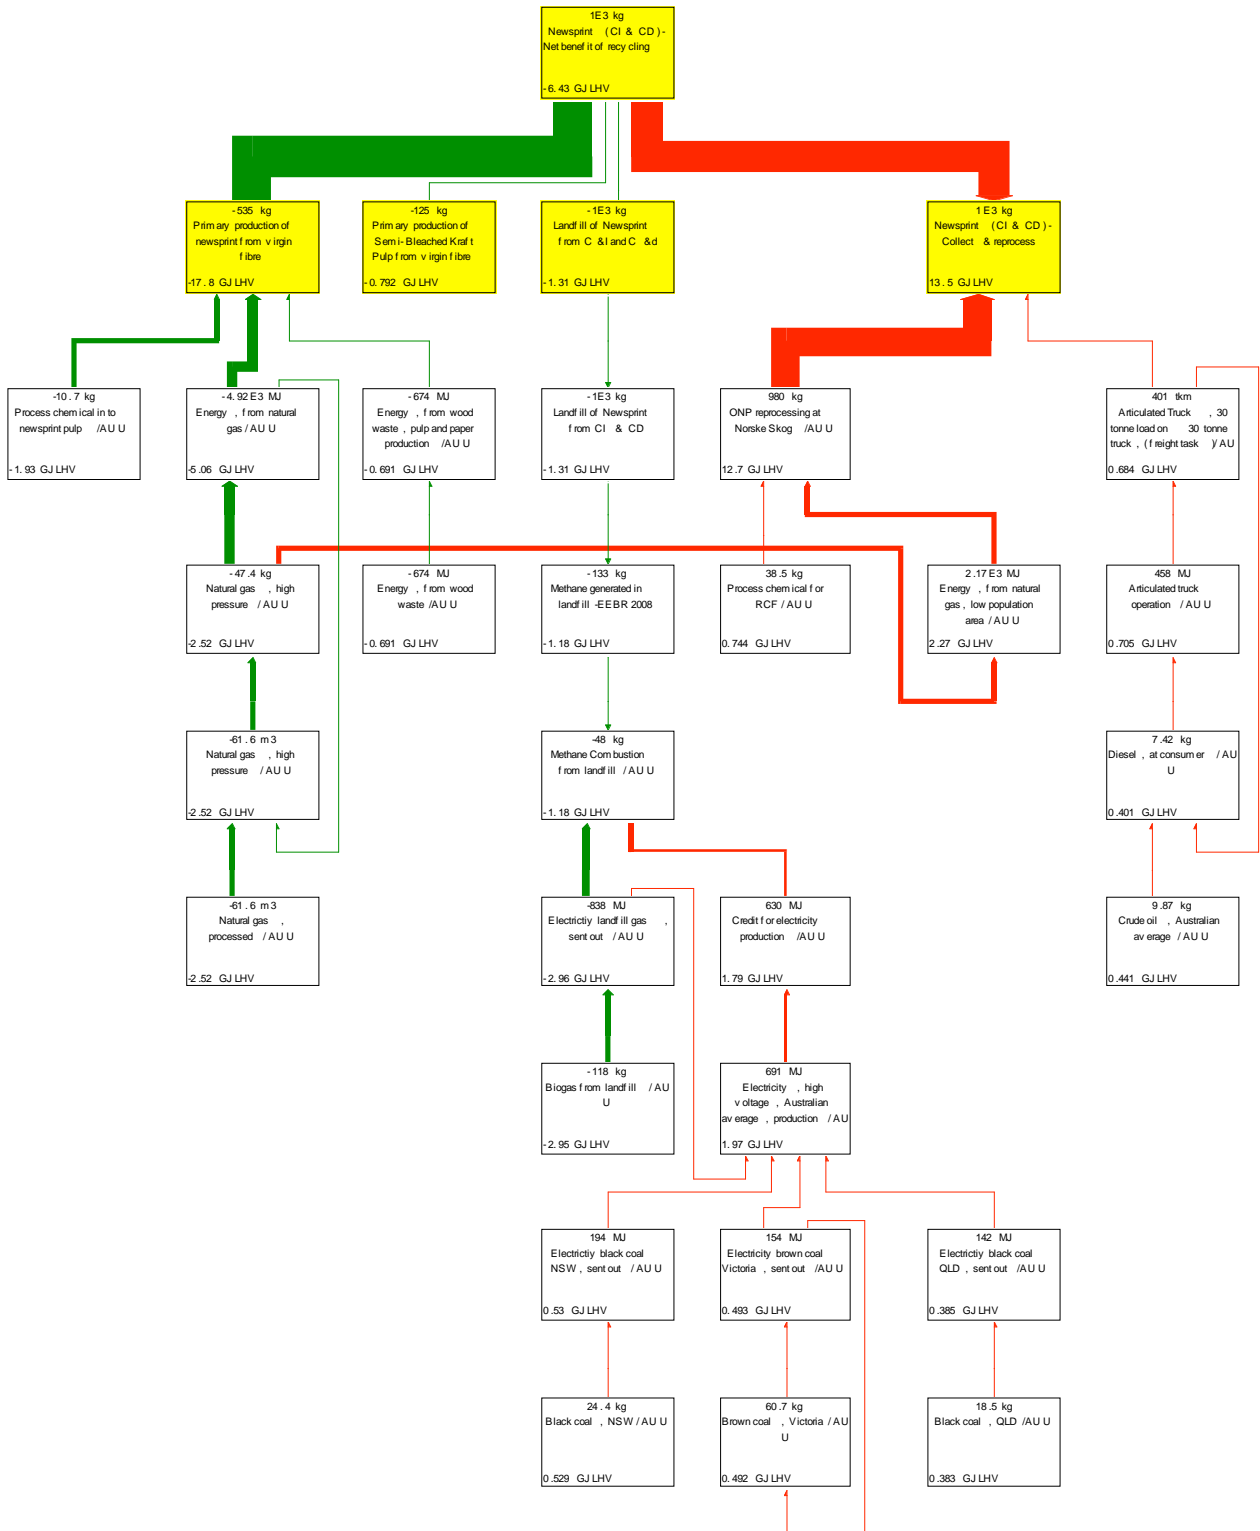 1E3 kg
Newsprint (CI & CD) -
Net benefit of recycling
-6.43 GJ LHV
-535 kg
Primary production of
newsprint from virgin
fibre
-17.8 GJ LHV
-125 kg
Primary production of
Semi-Bleached Kraft
Pulp from virgin fibre
-0.792 GJ LHV
-1E3 kg
Landfill of Newsprint
from C &I and C &d
-1.31 GJ LHV
1E3 kg
Newsprint (CI & CD) -
Collect & reprocess
13.5 GJ LHV
-10.7 kg
Process chemical in to
newsprint pulp /AU U
-1.93 GJ LHV
-4.92E3 MJ
Energy, from natural
gas/AU U
-5.06 GJ LHV
-674 MJ
Energy, from wood
waste, pulp and paper
production /AU U
-0.691 GJ LHV
-1E3 kg
Landfill of Newsprint
from CI & CD
-1.31 GJ LHV
980 kg
ONP reprocessing at
Norske Skog /AU U
12.7 GJ LHV
401 tkm
Articulated Truck, 30
tonne load on 30 tonne
truck, (freight task )/AU
0.684 GJ LHV
-47.4 kg
Natural gas, high
pressure /AU U
-2.52 GJ LHV
-674 MJ
Energy, from wood
waste /AU U
-0.691 GJ LHV
-133 kg
Methane generated in
landfill -EEBR 2008
-1.18 GJ LHV
38.5 kg
Process chemical for
RCF /AU U
0.744 GJ LHV
2.17E3 MJ
Energy, from natural
gas, low population
area /AU U
2.27 GJ LHV
458 MJ
Articulated truck
operation /AU U
0.705 GJ LHV
-61.6 m3
Natural gas, high
pressure /AU U
-2.52 GJ LHV
-48 kg
Methane Combustion
from landfill /AU U
-1.18 GJ LHV
7.42 kg
Diesel, at consumer /AU
U
0.401 GJ LHV
-61.6 m3
Natural gas,
processed /AU U
-2.52 GJ LHV
-838 MJ
Electrictiy landfill gas,
sent out /AU U
-2.96 GJ LHV
630 MJ
Credit for electricity
production /AU U
1.79 GJ LHV
9.87 kg
Crude oil, Australian
average /AU U
0.441 GJ LHV
-118 kg
Biogas from landfill /AU
U
-2.95 GJ LHV
691 MJ
Electricity, high
voltage, Australian
average, production /AU
1.97 GJ LHV
194 MJ
Electrictiy black coal
NSW, sent out /AU U
0.53 GJ LHV
154 MJ
Electricity brown coal
Victoria, sent out /AU U
0.493 GJ LHV
142 MJ
Electrictiy black coal
QLD, sent out /AU U
0.385 GJ LHV
24.4 kg
Black coal, NSW/AU U
0.529 GJ LHV
60.7 kg
Brown coal, Victoria /AU
U
0.492 GJ LHV
18.5 kg
Black coal, QLD /AU U
0.383 GJ LHV